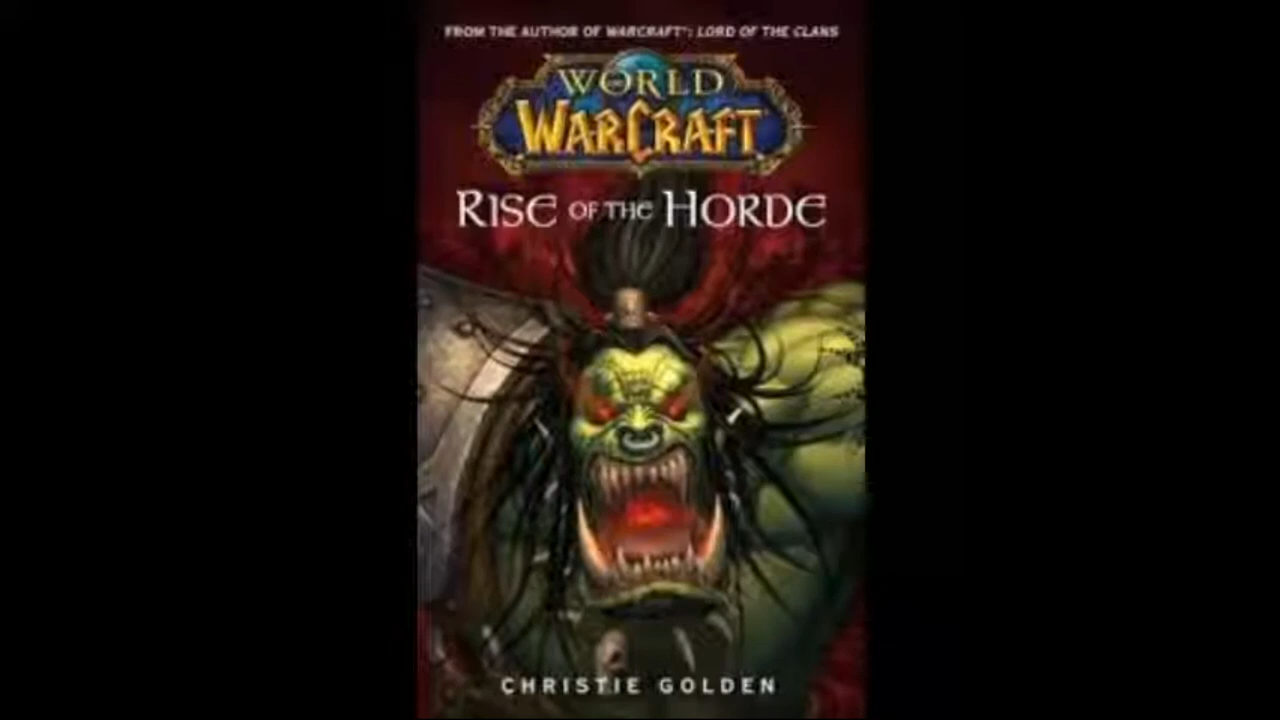 FROM THE AUTHOR OF WARCRAFT®: LORD OF THE CLANS
WORLD
WARCRAFT
RISE OF THE HORDE
CHRISTIE GOLDEN